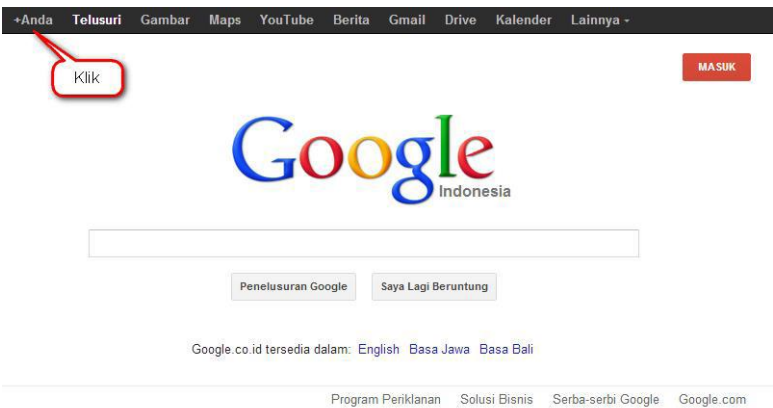 +Anda Telusuri Gambar Maps YouTube Berita Gmail Drive Kalender Lainnya
Klik
MASUK
Google
Indonesia
Penelusuran Google Saya Lagi Beruntung
Google.co.id tersedia dalam: English Basa Jawa Basa Bali
Program Periklanan Solusi Bisnis Serba-serbi Google Google.com